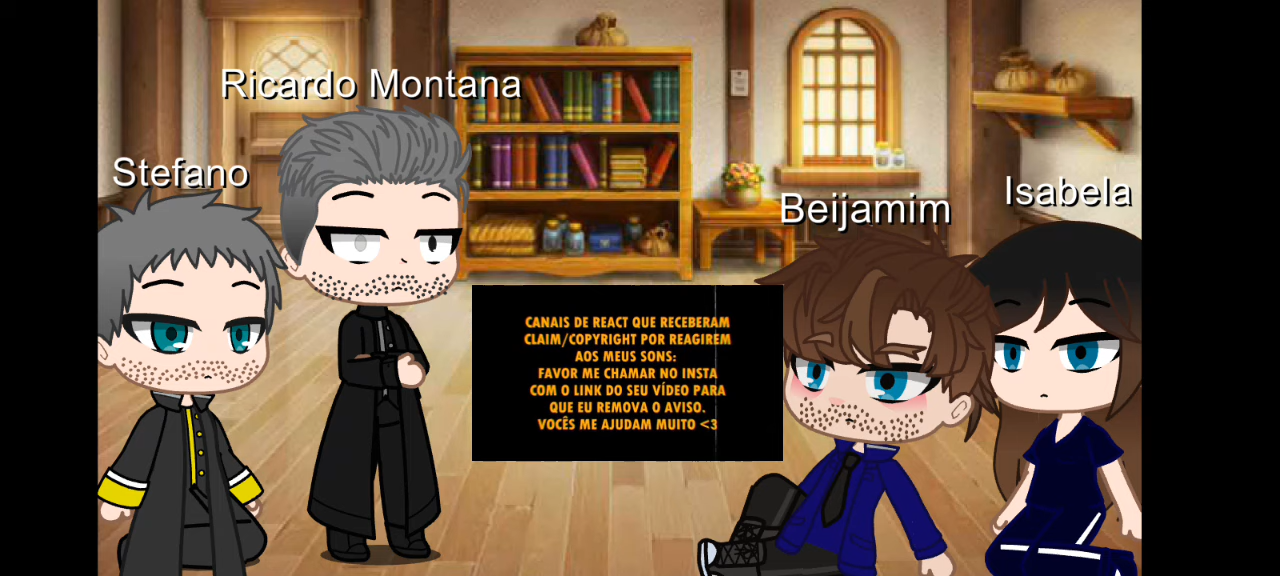 Ricardo Montana
Stefano
Beijamim
Isabela
CANAIS DE REACT QUE RECEBERAM
CLAIM/COPYRIGHT POR REAGIREM
AOS MEUS SONS:
FAVOR ME CHAMAR NO INSTA
COM O LINK DO SEU VÍDEO PARA
QUE EU REMOVA O AVISO.
VOCÊS ME AJUDAM MUITO <3